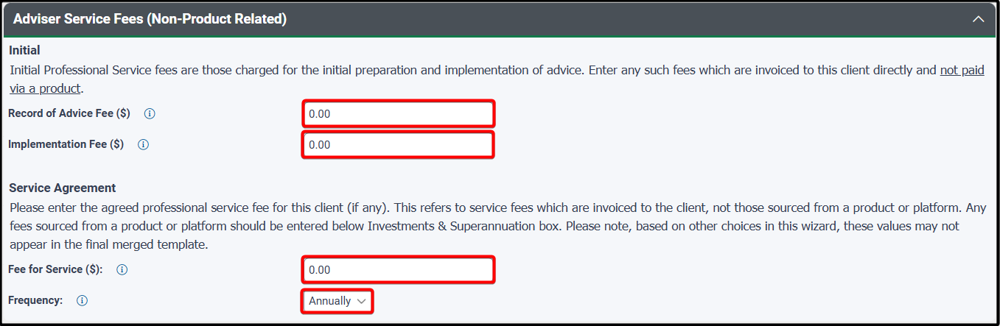 Adviser Service Fees (Non-Product Related)
Initial
Initial Professional Service fees are those charged for the initial preparation and implementation of advice. Enter any such fees which are invoiced to this client directly and not paid
via a product.
Record of Advice Fee ($)
0.00
Implementation Fee ($)
0.00
Service Agreement
Please enter the agreed professional service fee for this client (if any). This refers to service fees which are invoiced to the client, not those sourced from a product or platform. Any
fees sourced from a product or platform should be entered below Investments & Superannuation box. Please note, based on other choices in this wizard, these values may not
appear in the final merged template.
Fee for Service ($):
0.00
Frequency:
Annually